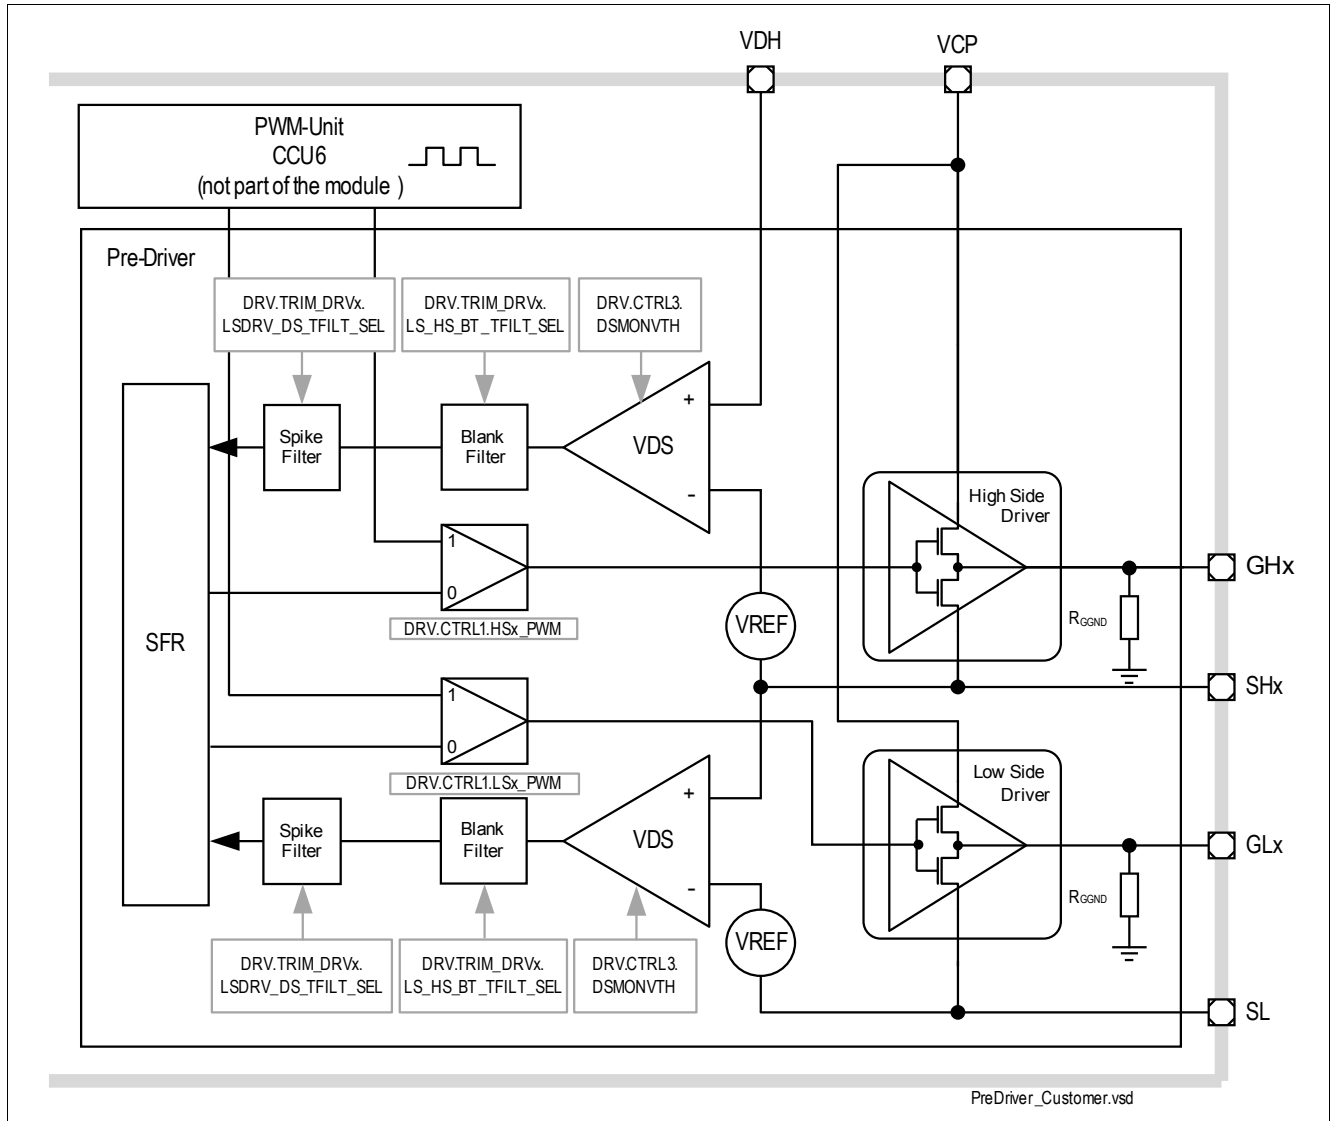 VDH
VCP
PWM-Unit
CCU6
(not part of the module )
Pre-Driver
DRV.TRIM_DRVx.
LSDRV_DS_TFILT_SEL
DRV.TRIM_DRVx.
LS_HS_BT_TFILT_SEL
DRV.CTRL3.
DSMONVTH
+
-
VDS
Blank
Filter
Spike
Filter
High Side
Driver
1
0
DRV.CTRL1.HSx_PWM
VREF
GHx
RGGND
SFR
SHx
1
0
DRV.CTRL1.LSx_PWM
Low Side
Driver
+
-
VDS
Blank
Filter
Spike
Filter
GLx
RGGND
VREF
DRV.TRIM_DRVx.
LSDRV_DS_TFILT_SEL
DRV.TRIM_DRVx.
LS_HS_BT_TFILT_SEL
DRV.CTRL3.
DSMONVTH
SL
PreDriver_Customer.vsd